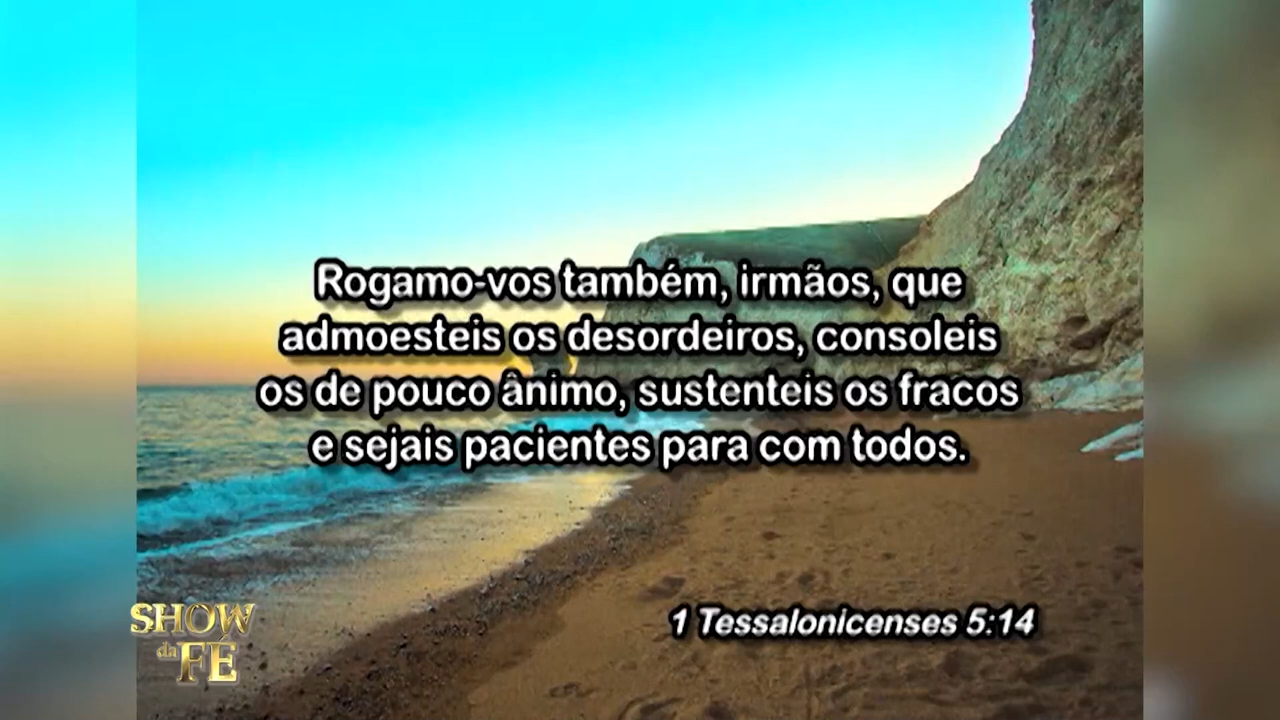 Rogamo-vos também, irmãos, que
admoesteis os desordeiros, consoleis
os de pouco ânimo, sustenteis os fracos
e sejais pacientes para com todos.
1 Tessalonicenses 5:14
SHOW
da FÉ